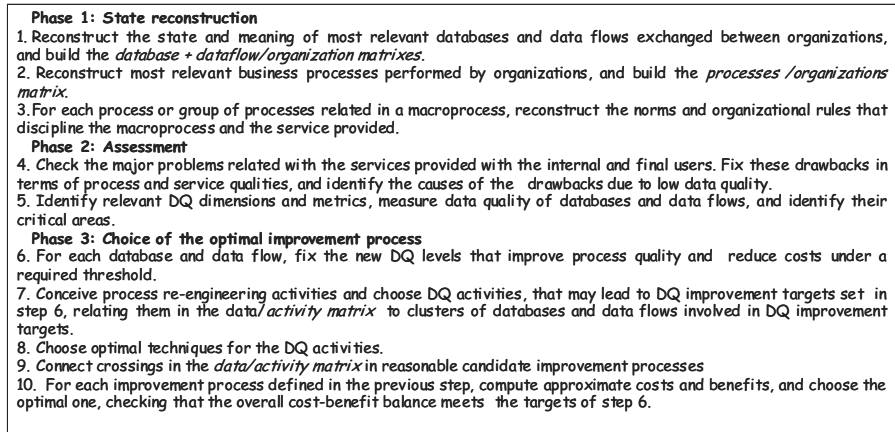 Phase 1: State reconstruction
1. Reconstruct the state and meaning of most relevant databases and data flows exchanged between organizations,
and build the database + dataflow/organization matrixes.
2. Reconstruct most relevant business processes performed by organizations, and build the processes /organizations
matrix.
3.For each process or group of processes related in a macroprocess, reconstruct the norms and organizational rules that
discipline the macroprocess and the service provided.
Phase 2: Assessment
4. Check the major problems related with the services provided with the internal and final users. Fix these drawbacks in
terms of process and service qualities, and identify the causes of the drawbacks due to low data quality.
5. Identify relevant DQ dimensions and metrics, measure data quality of databases and data flows, and identify their
critical areas.
Phase 3: Choice of the optimal improvement process
6. For each database and data flow, fix the new DQ levels that improve process quality and reduce costs under a
required threshold.
7. Conceive process re-engineering activities and choose DQ activities, that may lead to DQ improvement targets set in
step 6, relating them in the data/activity matrix to clusters of databases and data flows involved in DQ improvement
targets.
8. Choose optimal techniques for the DQ activities.
9. Connect crossings in the data/activity matrix in reasonable candidate improvement processes
10. For each improvement process defined in the previous step, compute approximate costs and benefits, and choose the
optimal one, checking that the overall cost-benefit balance meets the targets of step 6.